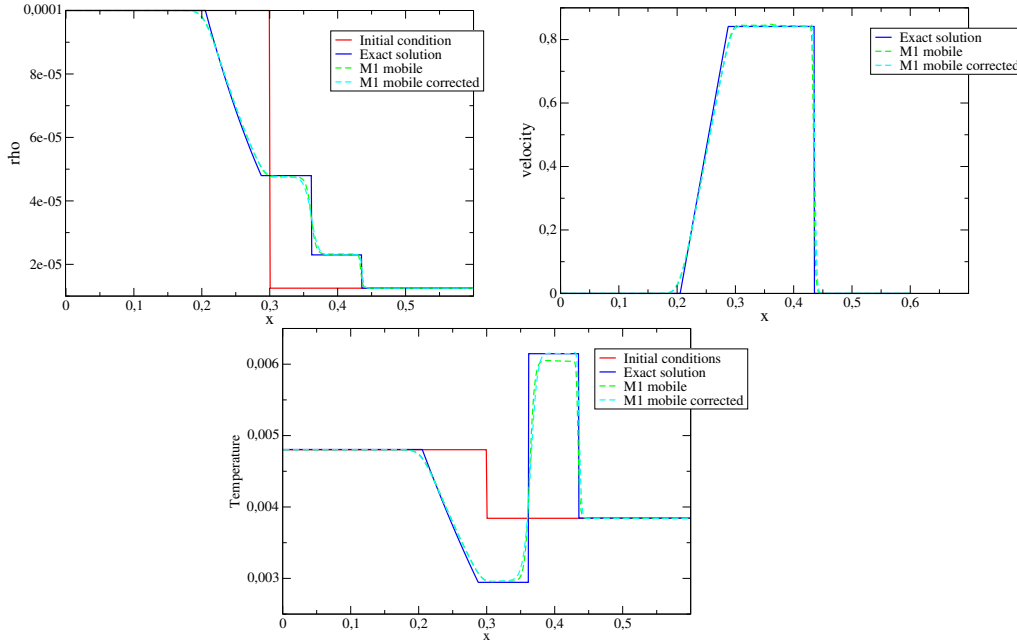 0,0001
8e-05
6e-05
4e-05
2e-05
rho
0
0,1
0,2
0,3
0,4
0,5
x
Initial condition
Exact solution
M1 mobile
M1 mobile corrected
0,8
0,6
0,4
0,2
0
velocity
0
0,1
0,2
0,3
0,4
0,5
0,6
x
Exact solution
M1 mobile
M1 mobile corrected
0,006
0,005
0,004
0,003
Temperature
0
0,1
0,2
0,3
0,4
0,5
x
Initial conditions
Exact solution
M1 mobile
M1 mobile corrected